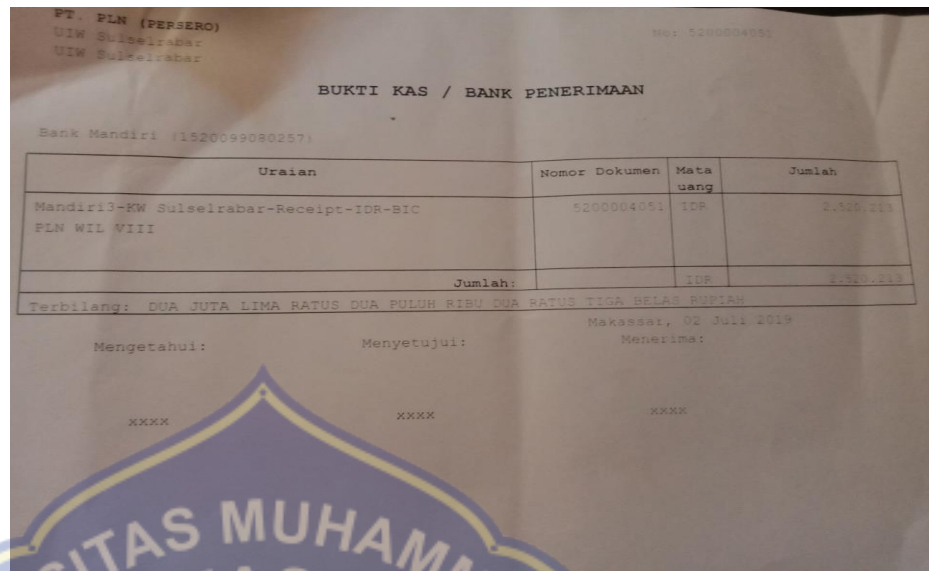 PT. PLN (PERSERO)
UIW Sulselrabar
UIW Sulselrabar
No: 5200004051
BUKTI KAS / BANK PENERIMAAN
Bank Mandiri (1520099080257)
Uraian Nomor Dokumen Mata uang Jumlah
Mandiri3-KW Sulselrabar-Receipt-IDR-BIC 5200004051 IDR 2.520.213
PLN WIL VIII
Jumlah: IDR 2.520.213
Terbilang: DUA JUTA LIMA RATUS DUA PULUH RIBU DUA RATUS TIGA BELAS RUPIAH
Makassar, 02 Juli 2019
Mengetahui: Menyetujui: Menerima:
xxxx xxxx xxxx
SITAS MUHAM